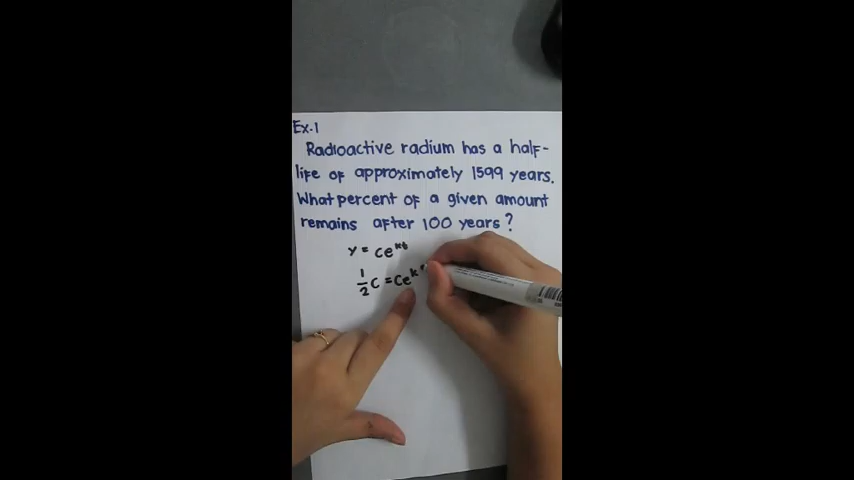 Ex. 1
Radioactive radium has a half-
life of approximately 1599 years.
What percent of a given amount
remains after 100 years?
y = Ce^kt
1/2 C = Ce^k